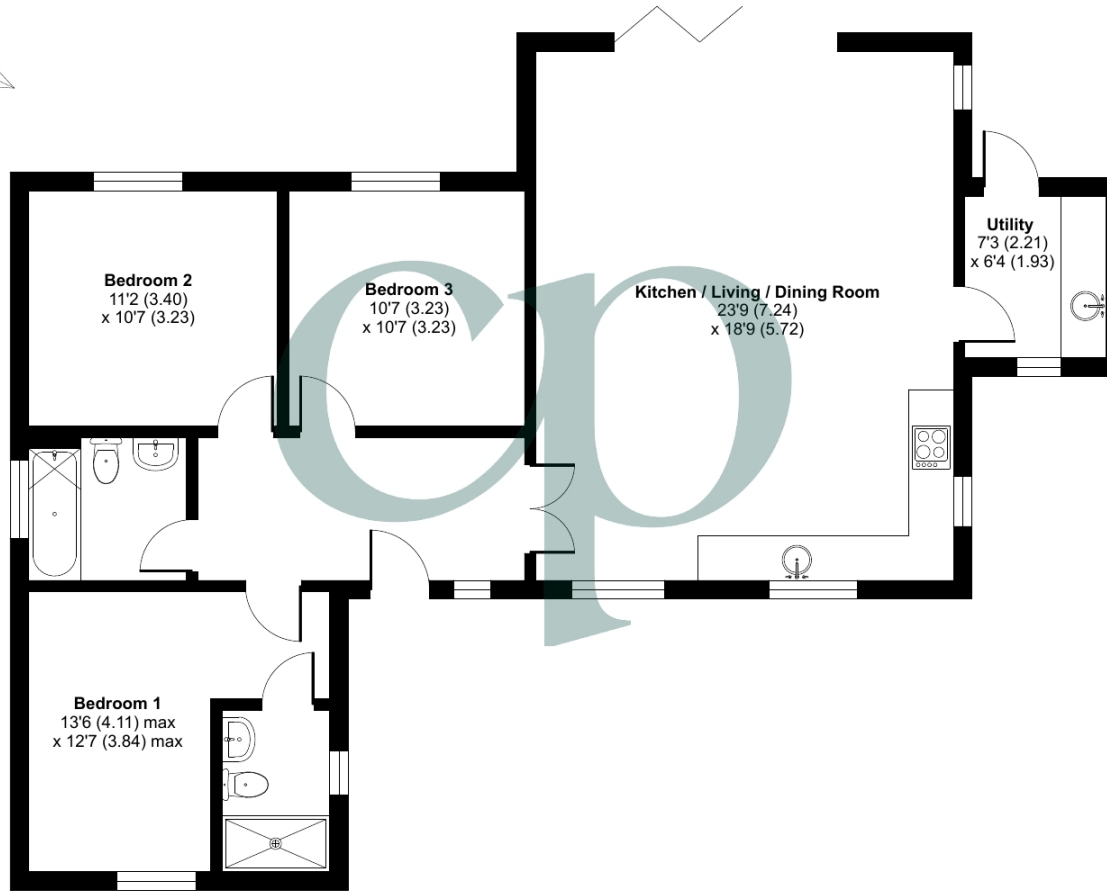 Bedroom 2
11'2 (3.40)
x 10'7 (3.23)
Bedroom 3
10'7 (3.23)
x 10'7 (3.23)
Kitchen / Living / Dining Room
23'9 (7.24)
x 18'9 (5.72)
Utility
7'3 (2.21)
x 6'4 (1.93)
Bedroom 1
13'6 (4.11) max
x 12'7 (3.84) max
cp